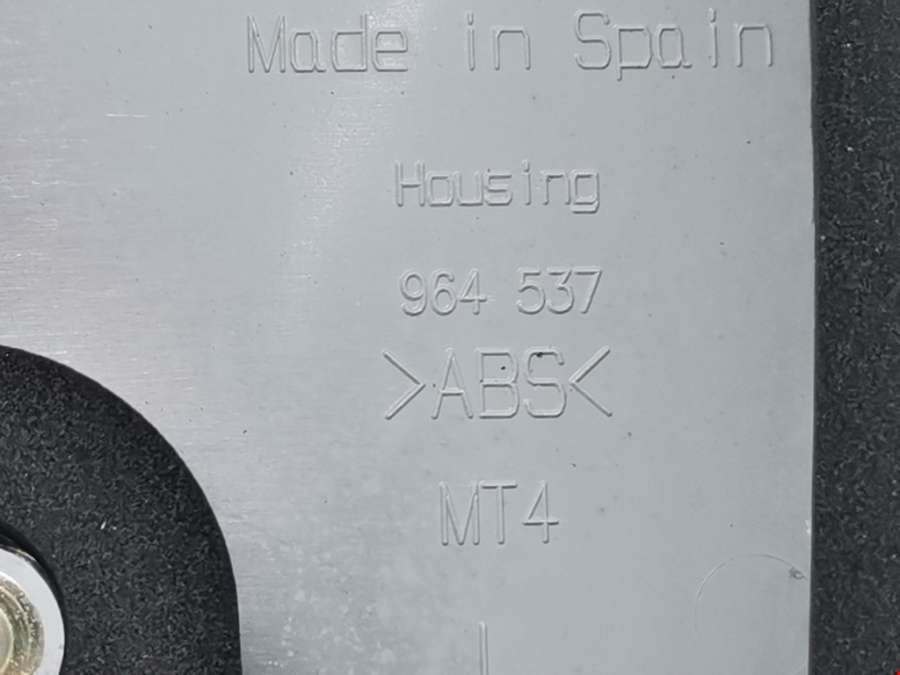 Made in Spain
Housing
964 537
>ABS<
MT4